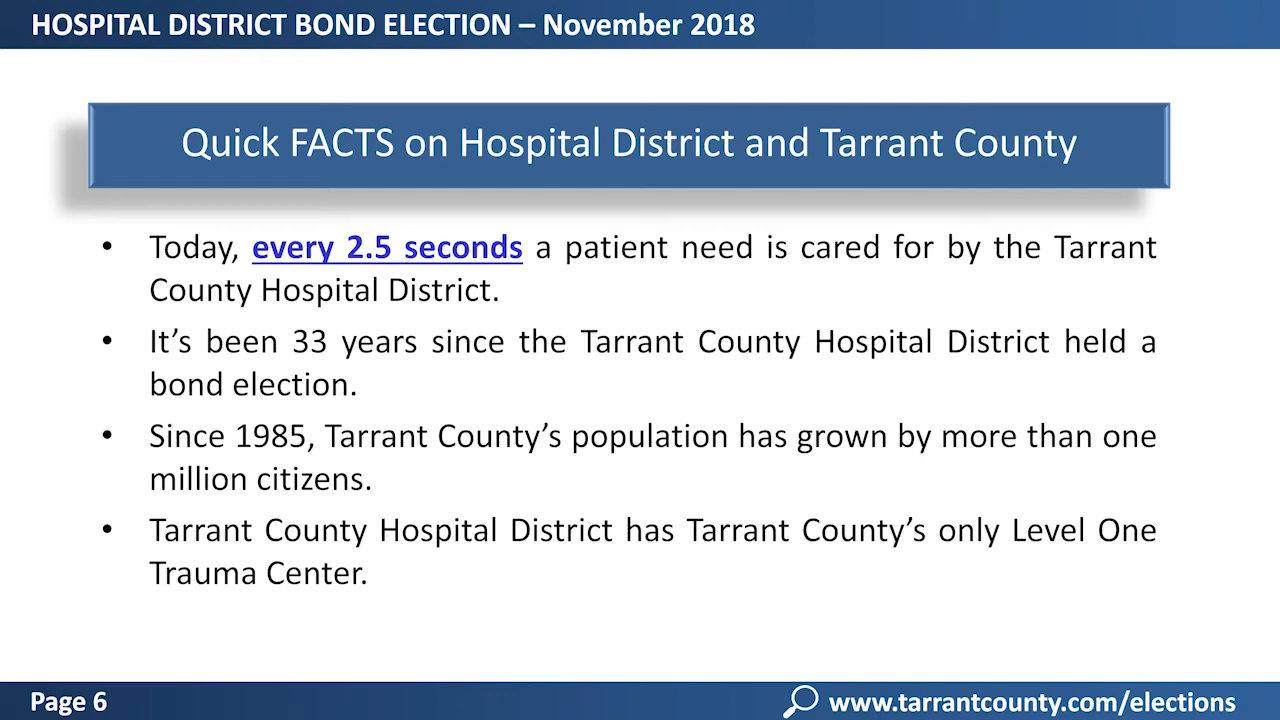 HOSPITAL DISTRICT BOND ELECTION – November 2018
Quick FACTS on Hospital District and Tarrant County
• Today, every 2.5 seconds a patient need is cared for by the Tarrant
County Hospital District.
• It’s been 33 years since the Tarrant County Hospital District held a
bond election.
• Since 1985, Tarrant County’s population has grown by more than one
million citizens.
• Tarrant County Hospital District has Tarrant County’s only Level One
Trauma Center.
Page 6
www.tarrantcounty.com/elections